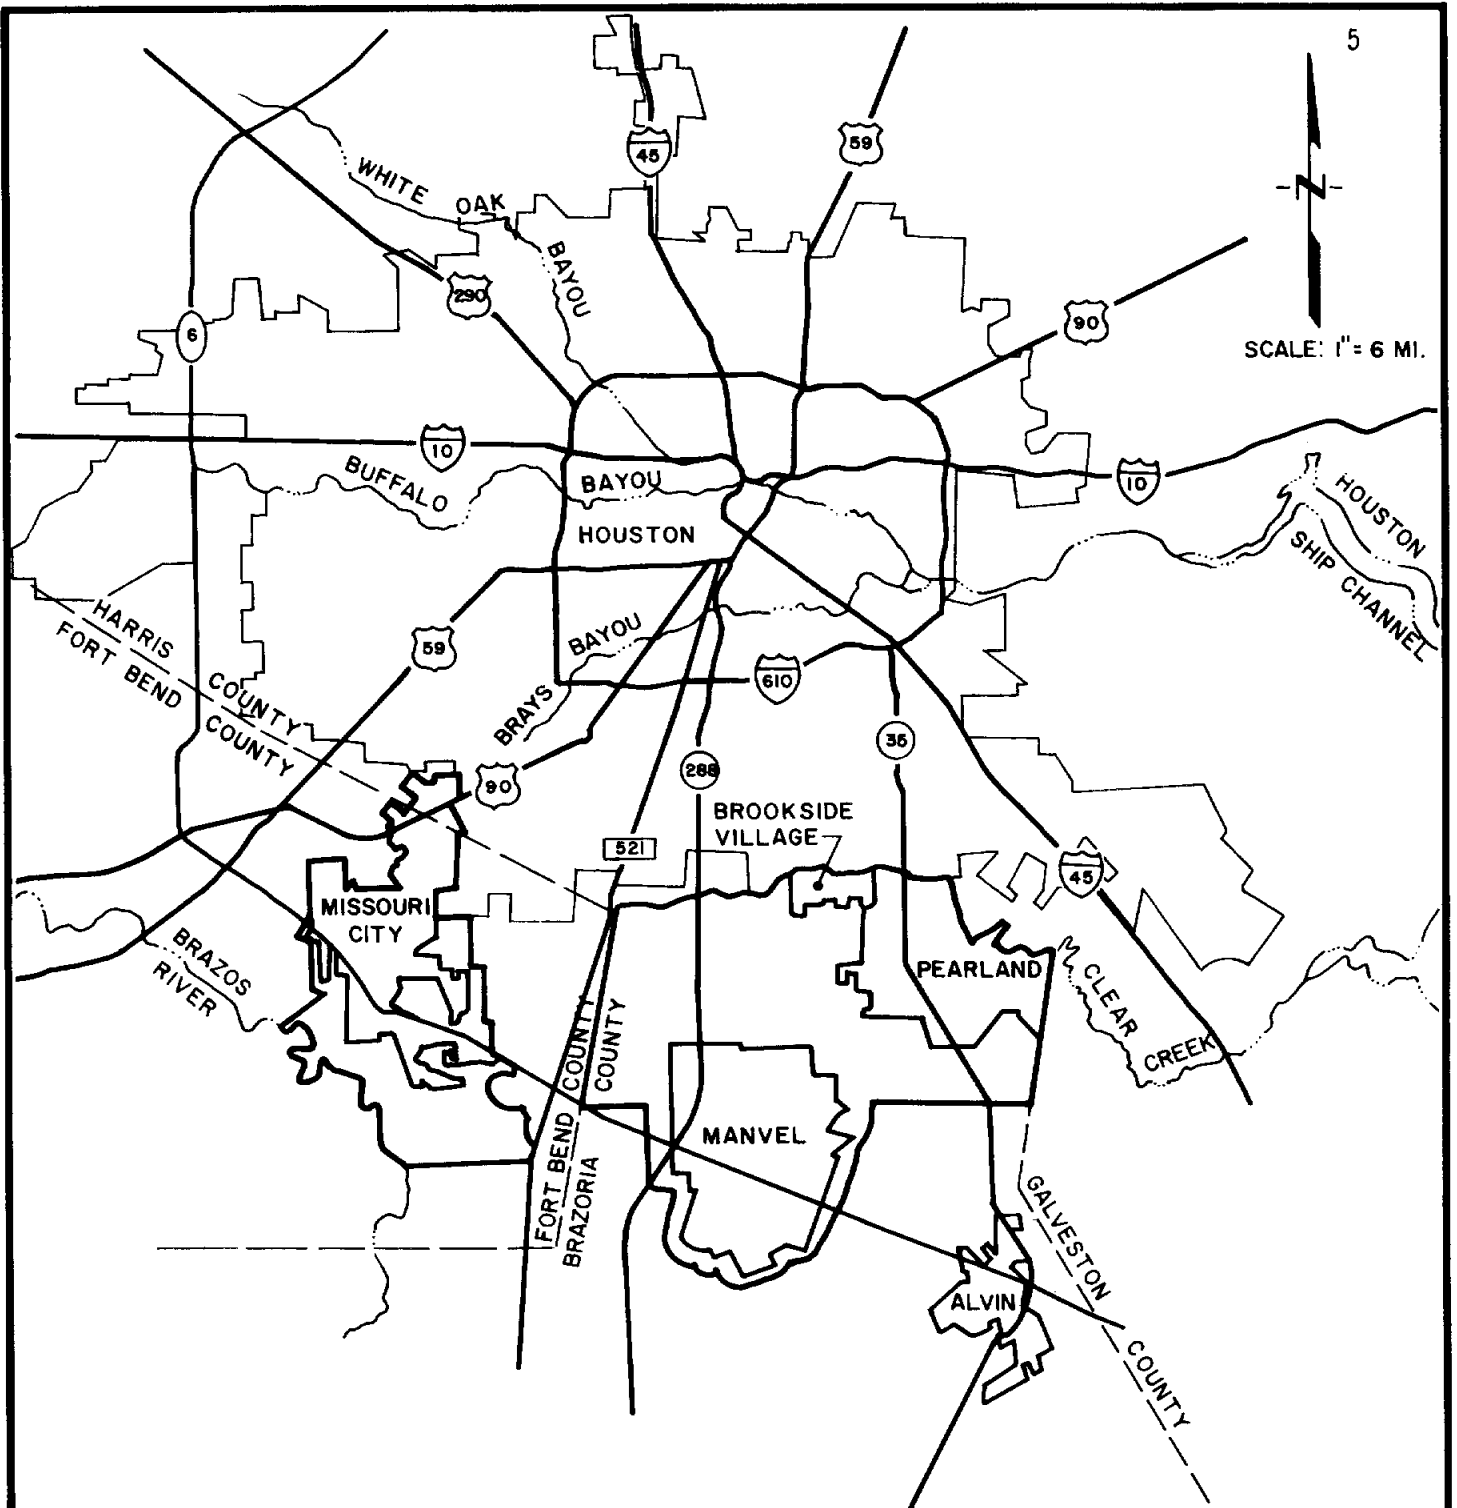 5
45
59
WHITE
OAK
BAYOU
290
N
90
6
SCALE: 1"= 6 MI.
10
BUFFALO
BAYOU
10
HOUSTON
SHIP CHANNEL
HOUSTON
HARRIS
COUNTY
FORT BEND
COUNTY
59
BRAYS
BAYOU
610
35
288
90
BROOKSIDE
VILLAGE
521
45
MISSOURI
CITY
BRAZOS
RIVER
PEARLAND
CLEAR
CREEK
FORT BEND
COUNTY
BRAZORIA
COUNTY
MANVEL
GALVESTON
COUNTY
ALVIN